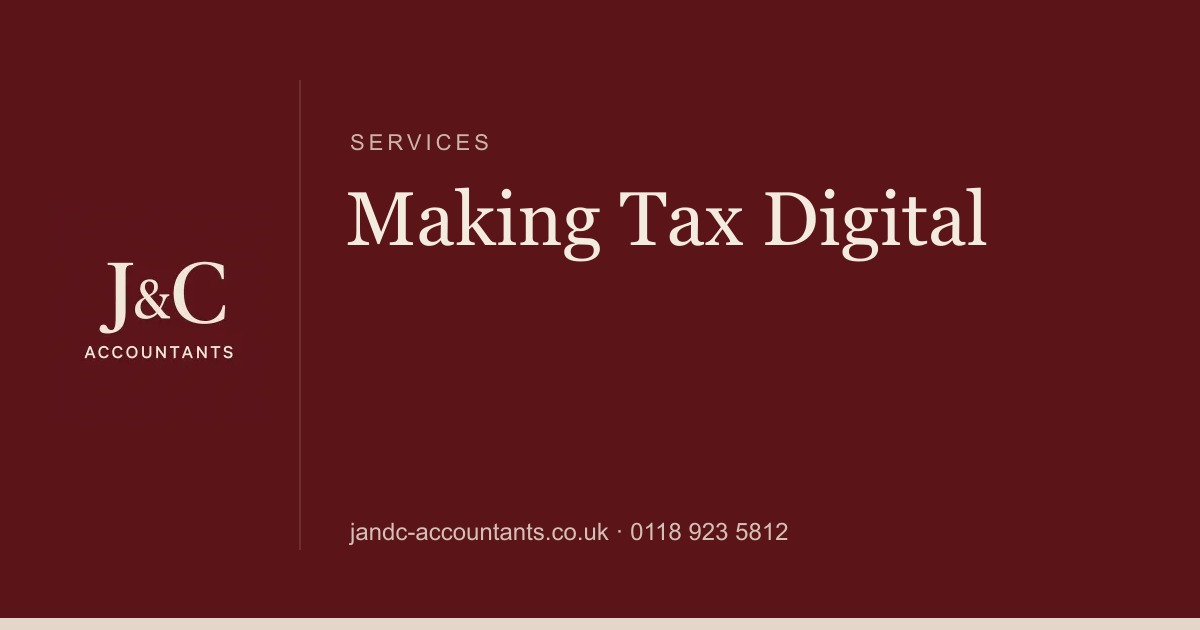 J&C
ACCOUNTANTS
SERVICES
Making Tax Digital
jandc-accountants.co.uk · 0118 923 5812